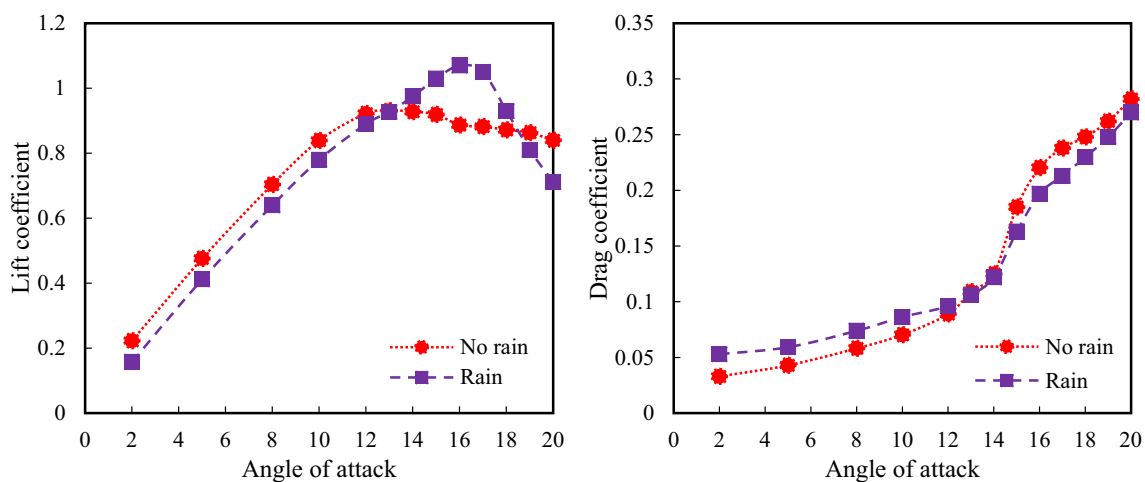 Lift coefficient
1.2
1
0.8
0.6
0.4
0.2
0
0 2 4 6 8 10 12 14 16 18 20
Angle of attack
No rain
Rain
Drag coefficient
0.35
0.3
0.25
0.2
0.15
0.1
0.05
0
0 2 4 6 8 10 12 14 16 18 20
Angle of attack
No rain
Rain